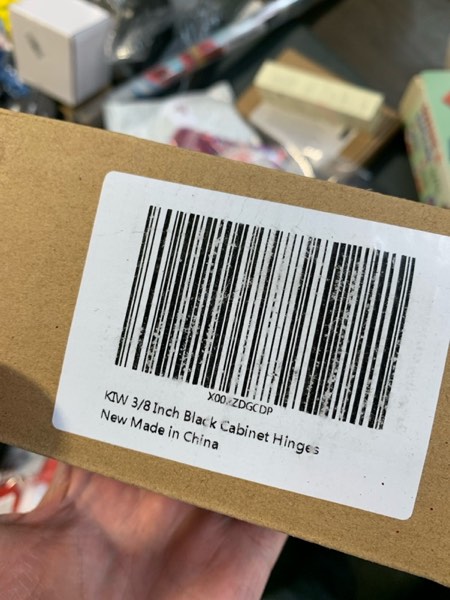 KIW 3/8 Inch Black Cabinet Hinges
New Made in China